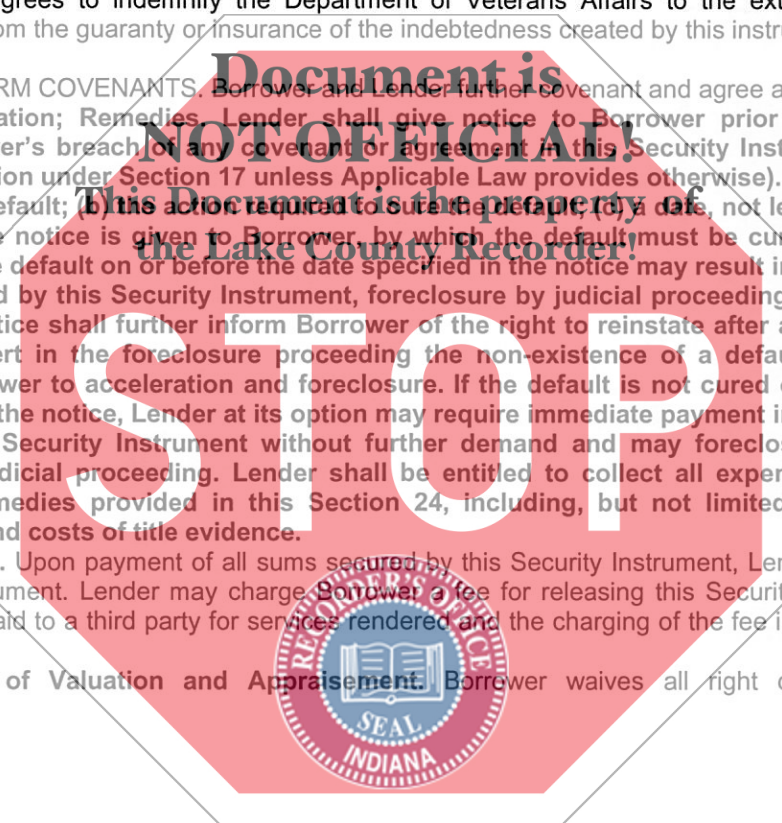 grees to indemnify the Department of Veterans Affairs to the ext
om the guaranty or insurance of the indebtedness created by this instru
Document is
RM COVENANTS. Borrower and Lender further covenant and agree a
ation; Remedies. Lender shall give notice to Borrower prior
NOT OFFICIAL!
er's breach of any covenant or agreement in this Security Inst
ion under Section 17 unless Applicable Law provides otherwise).
This Document is the property of
efault; (b) the action required to cure the default; (c) a date, not le
the Lake County Recorder!
e notice is given to Borrower, by which the default must be cu
e default on or before the date specified in the notice may result in
d by this Security Instrument, foreclosure by judicial proceeding
tice shall further inform Borrower of the right to reinstate after a
ert in the foreclosure proceeding the non-existence of a defau
wer to acceleration and foreclosure. If the default is not cured
STOP
the notice, Lender at its option may require immediate payment i
Security Instrument without further demand and may foreclos
dicial proceeding. Lender shall be entitled to collect all expen
medies provided in this Section 24, including, but not limited
nd costs of title evidence.
. Upon payment of all sums secured by this Security Instrument, Len
ument. Lender may charge Borrower a fee for releasing this Securit
aid to a third party for services rendered and the charging of the fee i
RECORDER'S OFFICE
of Valuation and Appraisement. Borrower waives all right o
SEAL
INDIANA